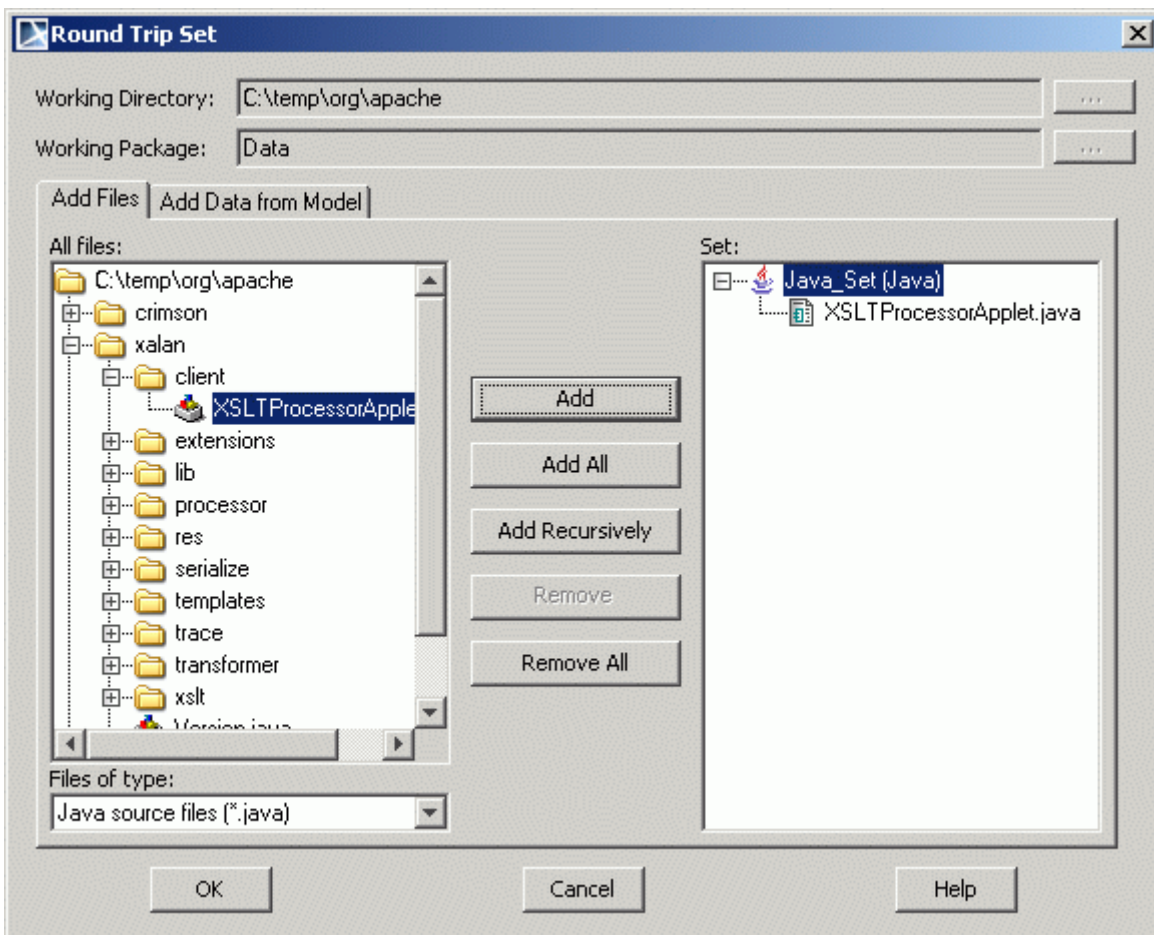 Round Trip Set
Working Directory: C:\temp\org\apache ...
Working Package: Data ...
Add Files Add Data from Model
All files:
C:\temp\org\apache
crimson
xalan
client
XSLTProcessorApple
extensions
lib
processor
res
serialize
templates
trace
transformer
xslt
Version.java
Files of type:
Java source files (*.java)
Add
Add All
Add Recursively
Remove
Remove All
Set:
Java_Set (Java)
XSLTProcessorApplet.java
OK Cancel Help